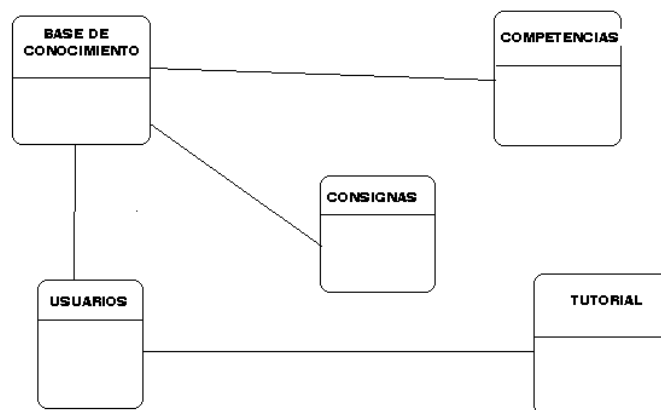 BASE DE
CONOCIMIENTO
COMPETENCIAS
CONSIGNAS
USUARIOS
TUTORIAL